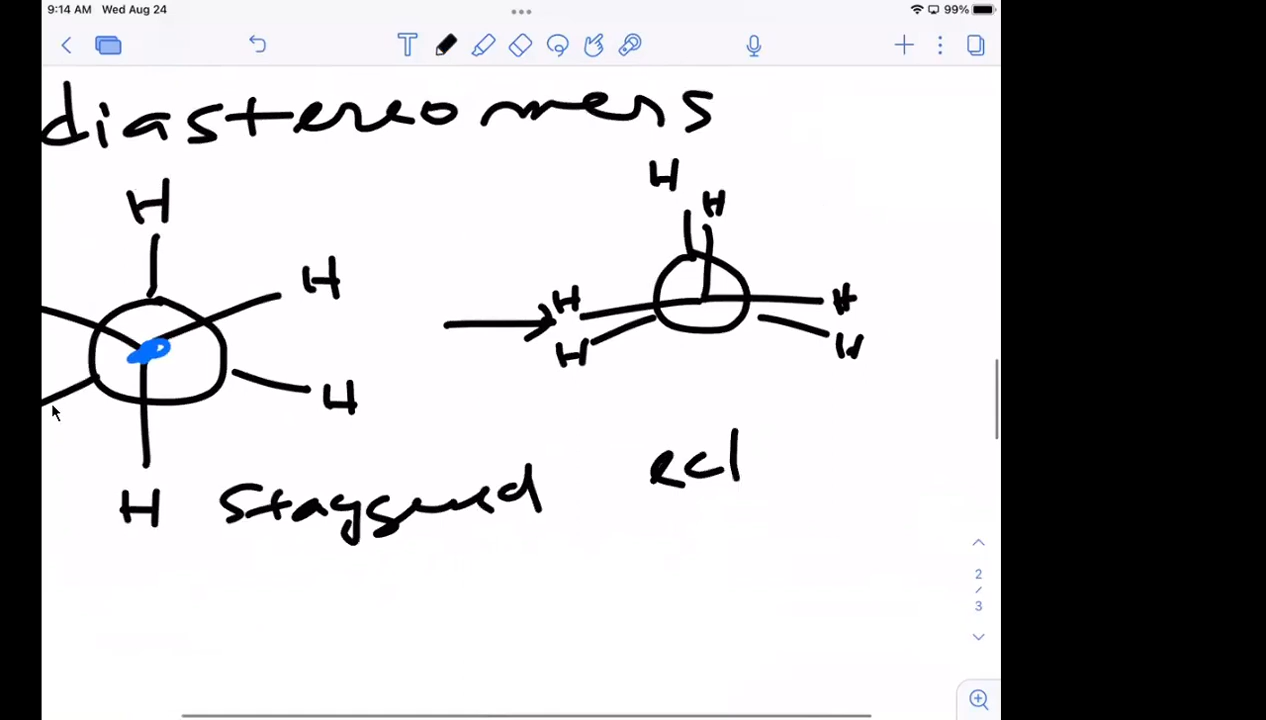 9:14 AM Wed Aug 24
99%
T
diastereomers
H
H
H
H
H
H
H
H
H
H
staggered
ecl
2
/
3